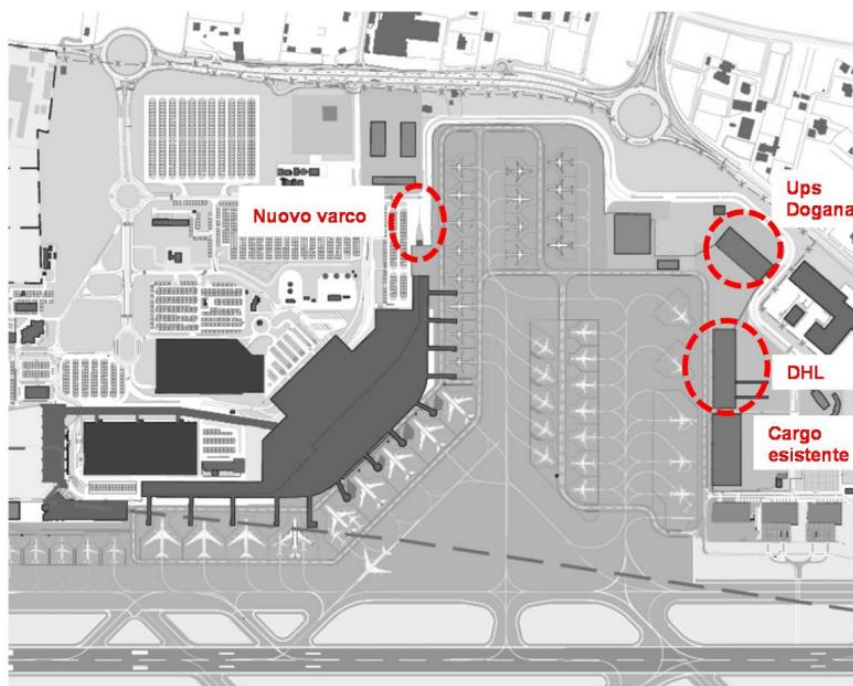 Ups
Dogana
Nuovo varco
DHL
Cargo
esistente